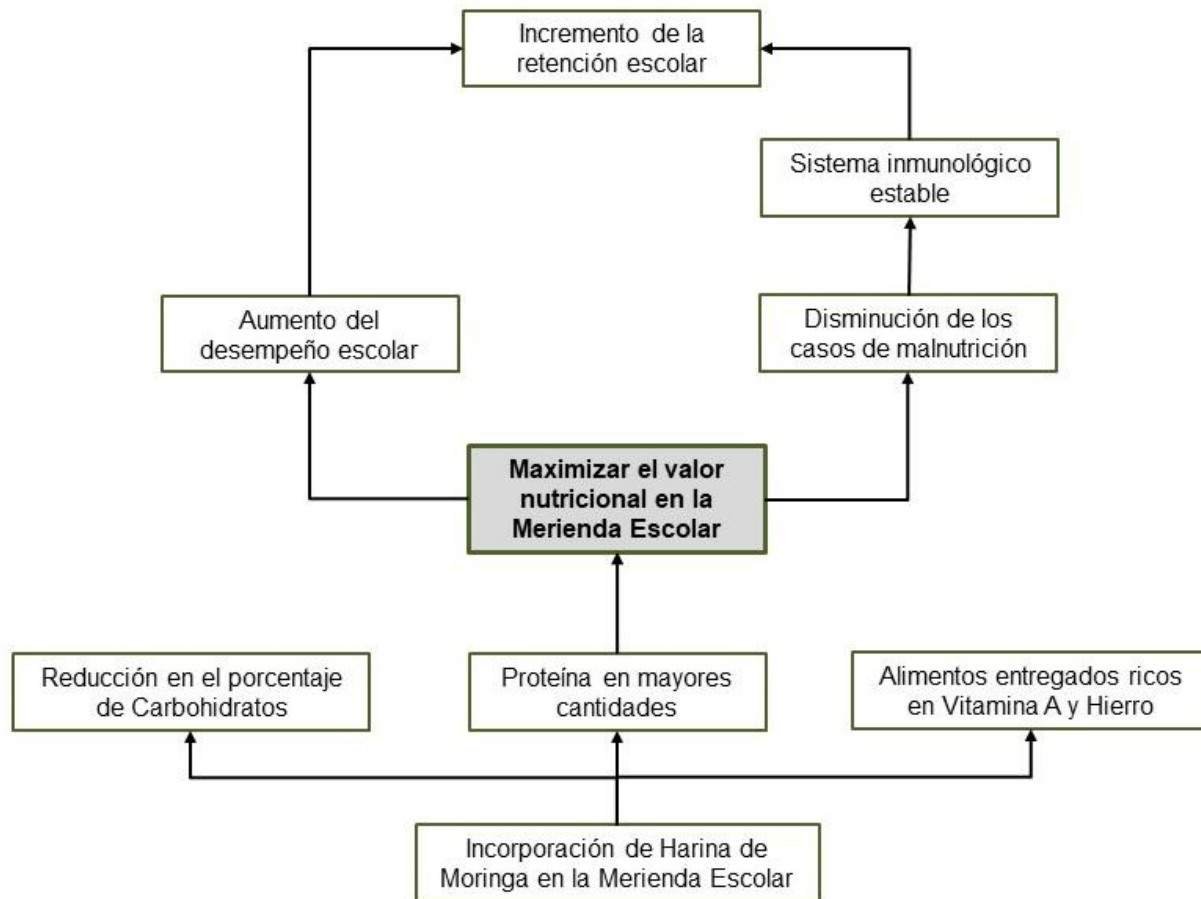 Incremento de la
retención escolar
Sistema inmunológico
estable
Aumento del
desempeño escolar
Disminución de los
casos de malnutrición
Maximizar el valor
nutricional en la
Merienda Escolar
Reducción en el porcentaje
de Carbohidratos
Proteína en mayores
cantidades
Alimentos entregados ricos
en Vitamina A y Hierro
Incorporación de Harina de
Moringa en la Merienda Escolar